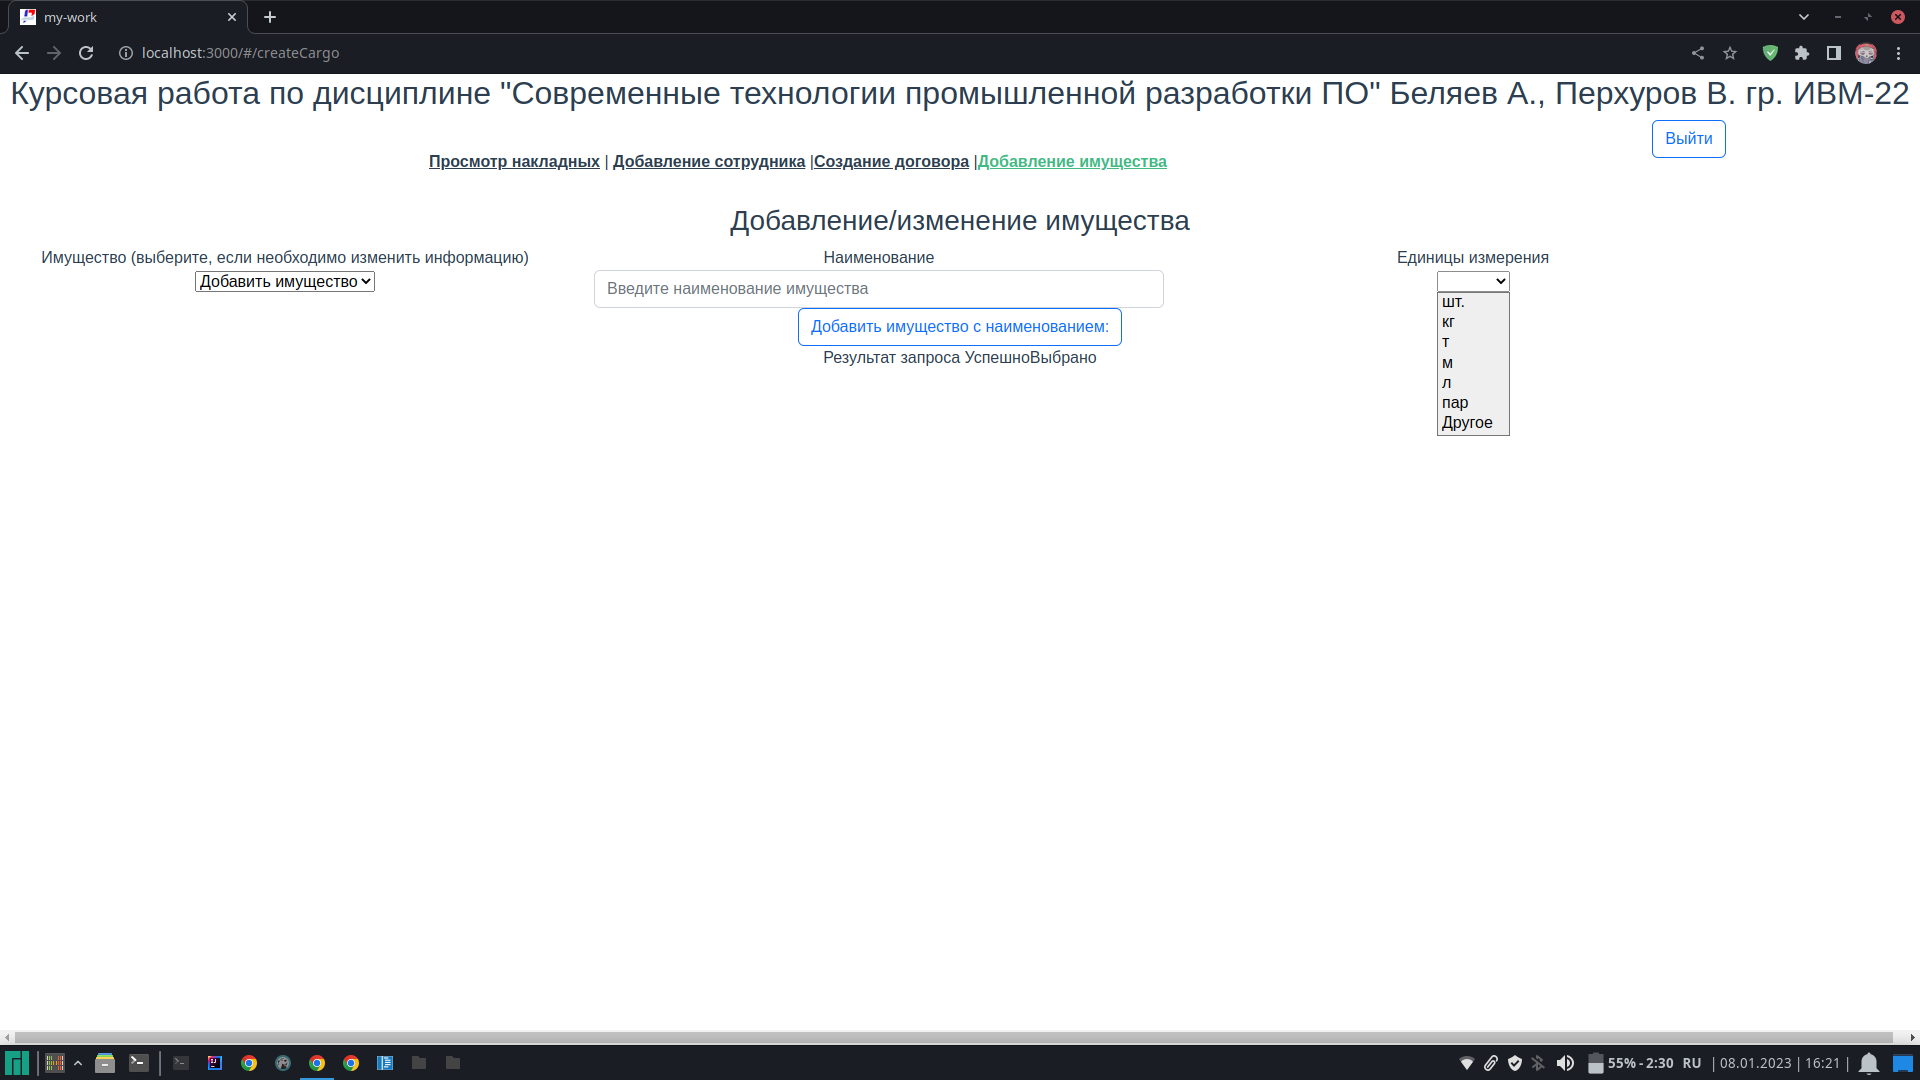 my-work
localhost:3000/#/createCargo
Курсовая работа по дисциплине "Современные технологии промышленной разработки ПО" Беляев А., Перхуров В. гр. ИВМ-22
Выйти
Просмотр накладных | Добавление сотрудника |Создание договора |Добавление имущества
Добавление/изменение имущества
Имущество (выберите, если необходимо изменить информацию)
Добавить имущество
Наименование
Введите наименование имущества
Единицы измерения
шт.
кг
т
м
л
пар
Другое
Добавить имущество с наименованием:
Результат запроса УспешноВыбрано
55% - 2:30 RU | 08.01.2023 | 16:21 |